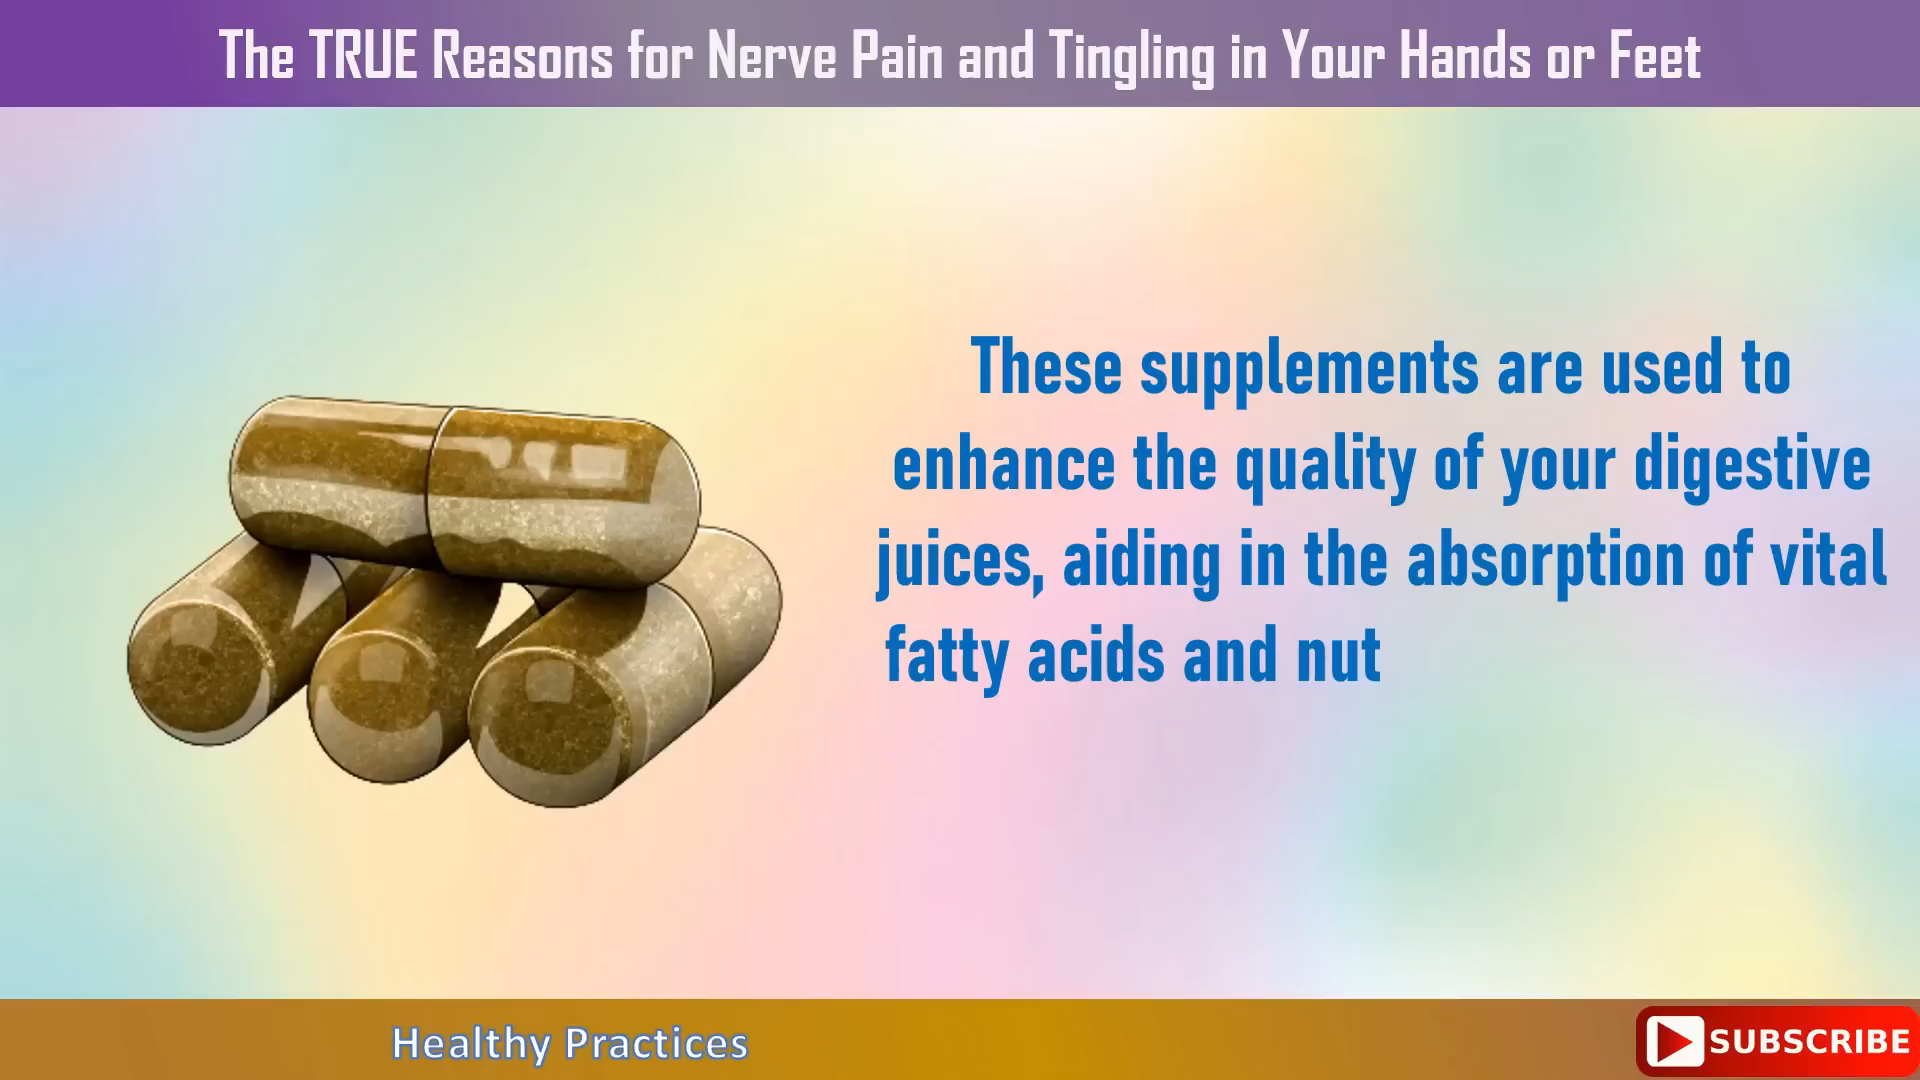 The TRUE Reasons for Nerve Pain and Tingling in Your Hands or Feet
These supplements are used to
enhance the quality of your digestive
juices, aiding in the absorption of vital
fatty acids and nut
Healthy Practices
SUBSCRIBE